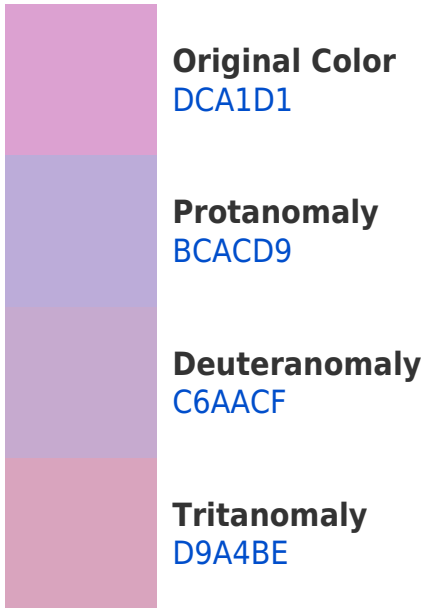 Original Color
DCA1D1
Protanomaly
BCACD9
Deuteranomaly
C6AACF
Tritanomaly
D9A4BE